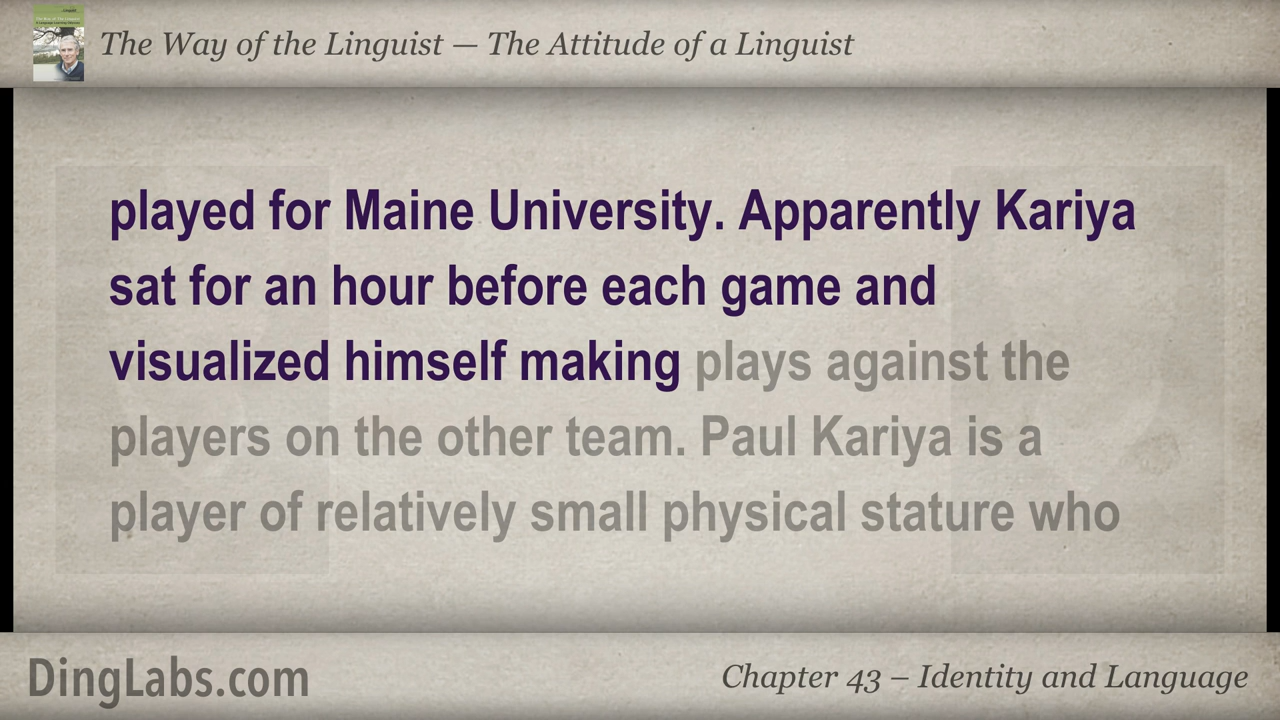 The Way of the Linguist — The Attitude of a Linguist
played for Maine University. Apparently Kariya
sat for an hour before each game and
visualized himself making plays against the
players on the other team. Paul Kariya is a
player of relatively small physical stature who
DingLabs.com
Chapter 43 – Identity and Language